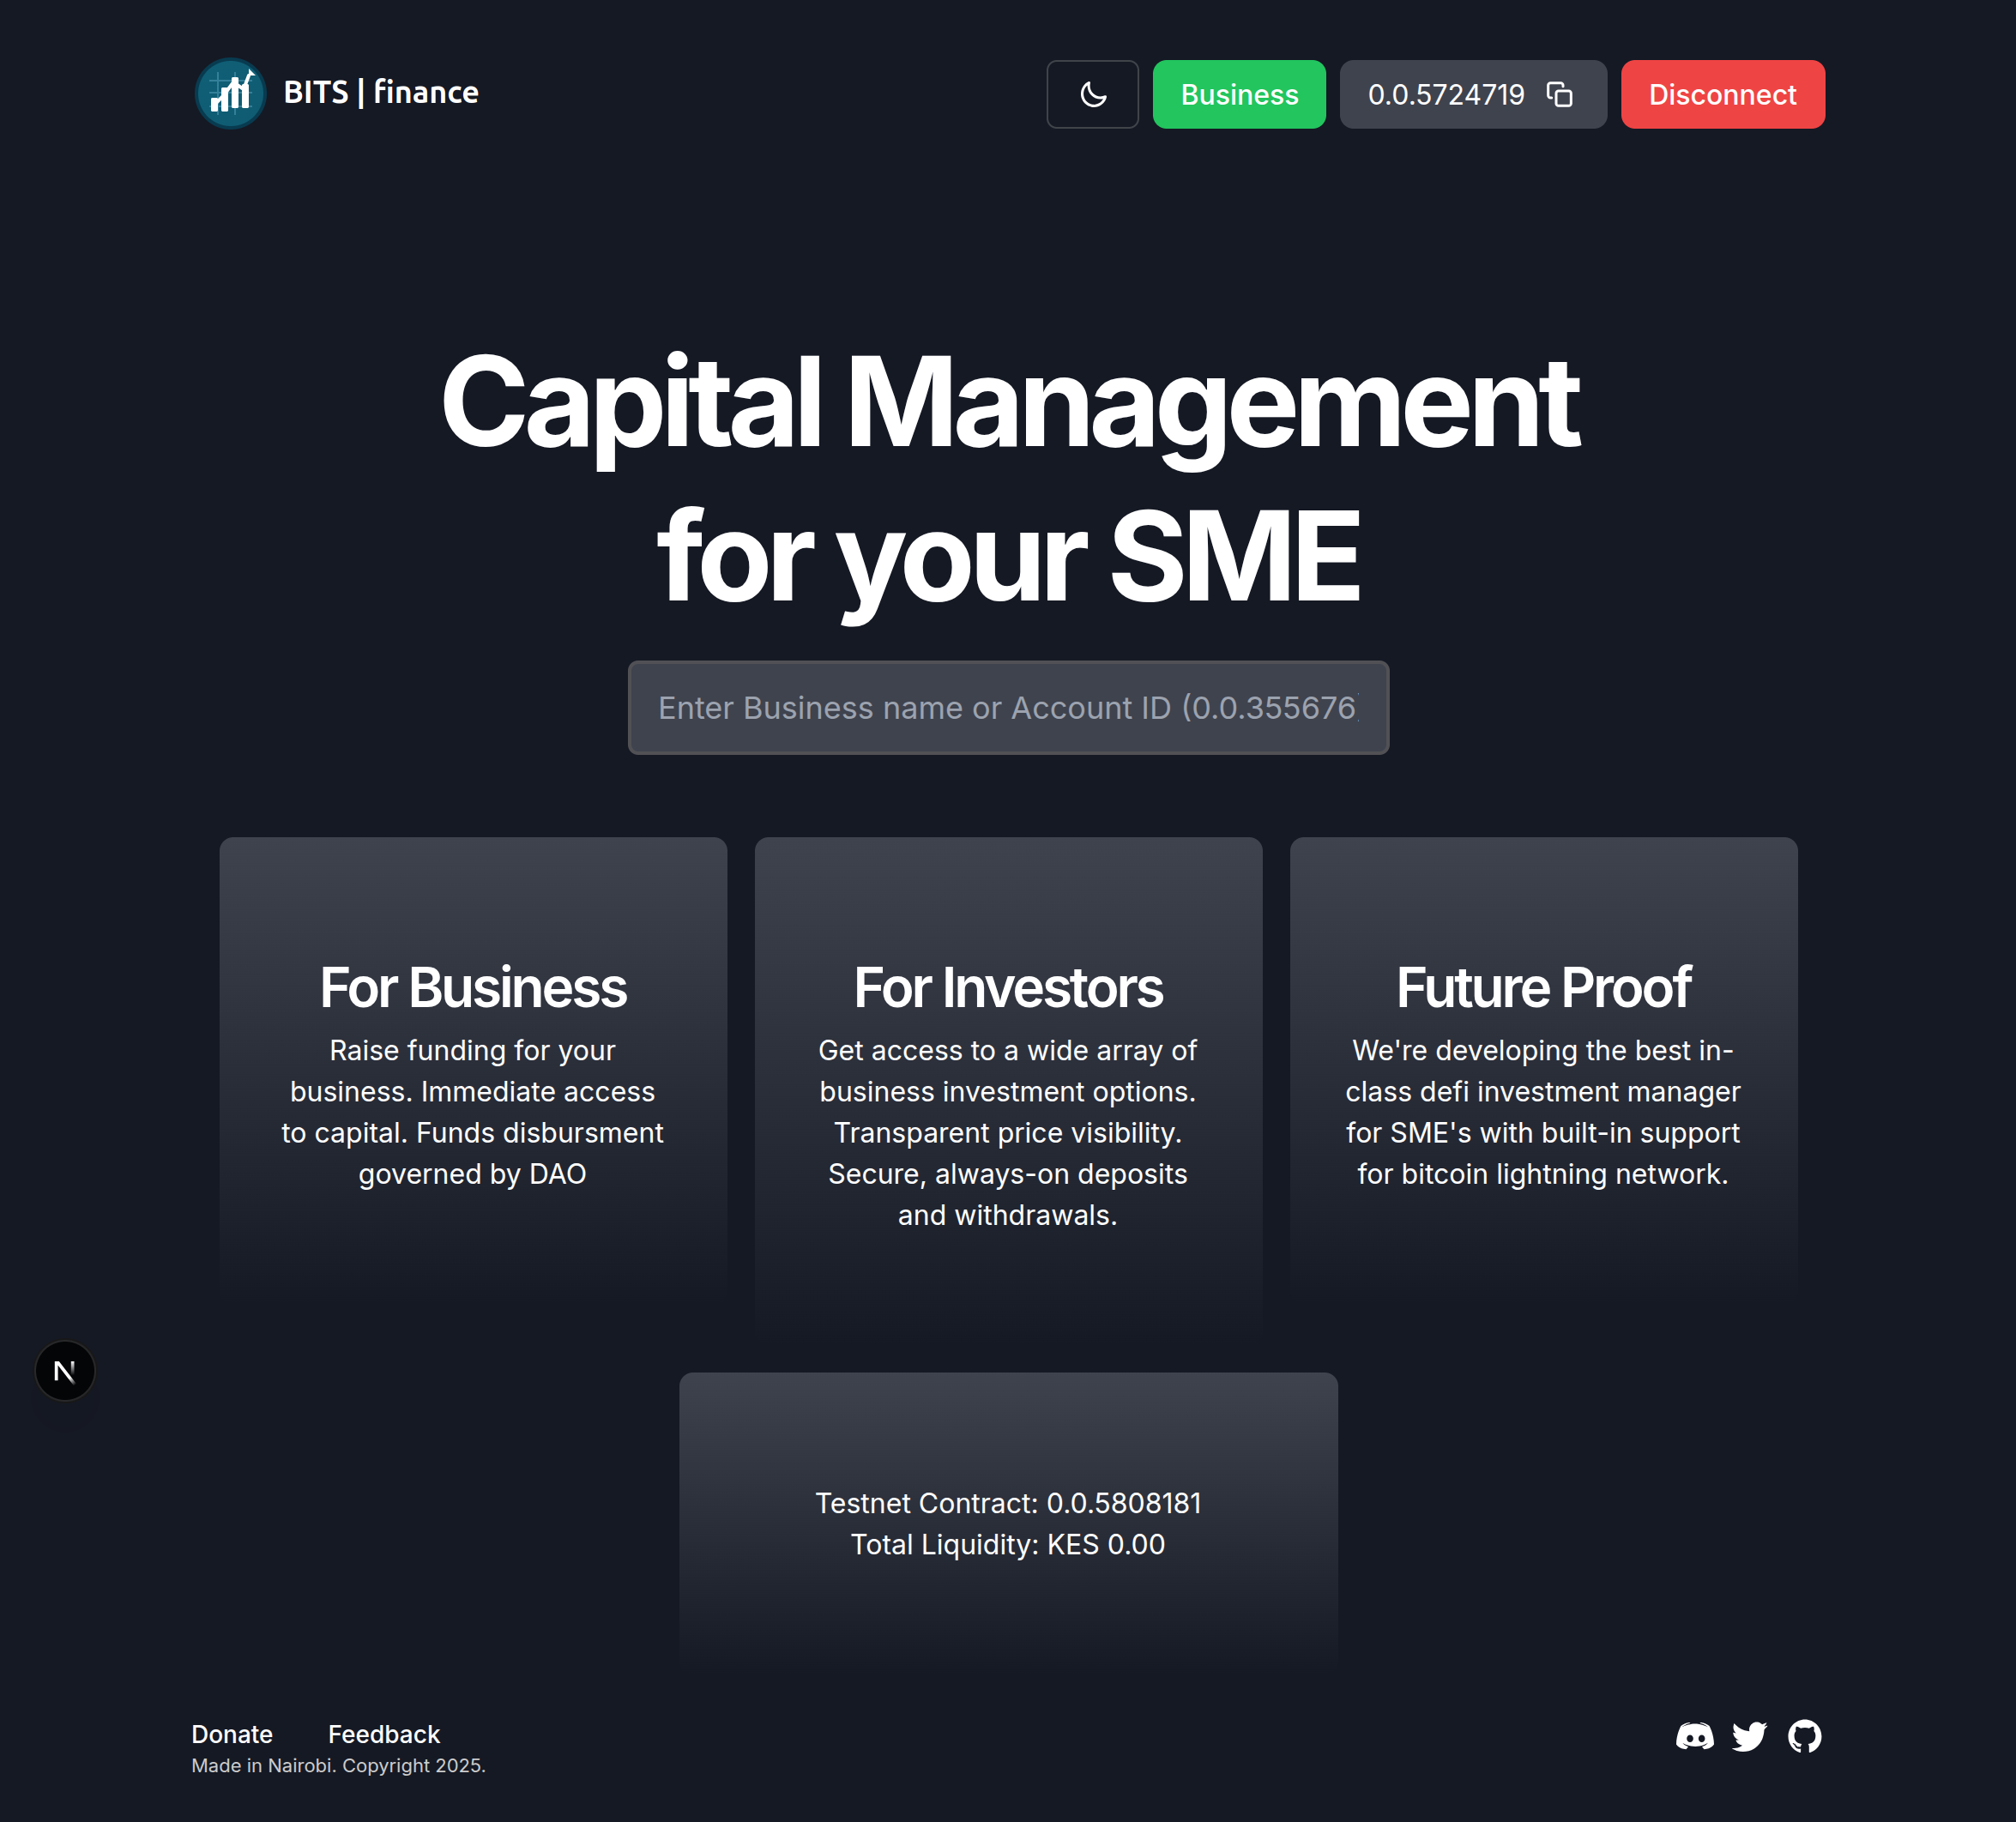 BITS | finance
Business
0.0.5724719
Disconnect
Capital Management
for your SME
Enter Business name or Account ID (0.0.355676)
For Business
Raise funding for your
business. Immediate access
to capital. Funds disbursment
governed by DAO
For Investors
Get access to a wide array of
business investment options.
Transparent price visibility.
Secure, always-on deposits
and withdrawals.
Future Proof
We're developing the best in-
class defi investment manager
for SME's with built-in support
for bitcoin lightning network.
N
Testnet Contract: 0.0.5808181
Total Liquidity: KES 0.00
Donate
Feedback
Made in Nairobi. Copyright 2025.